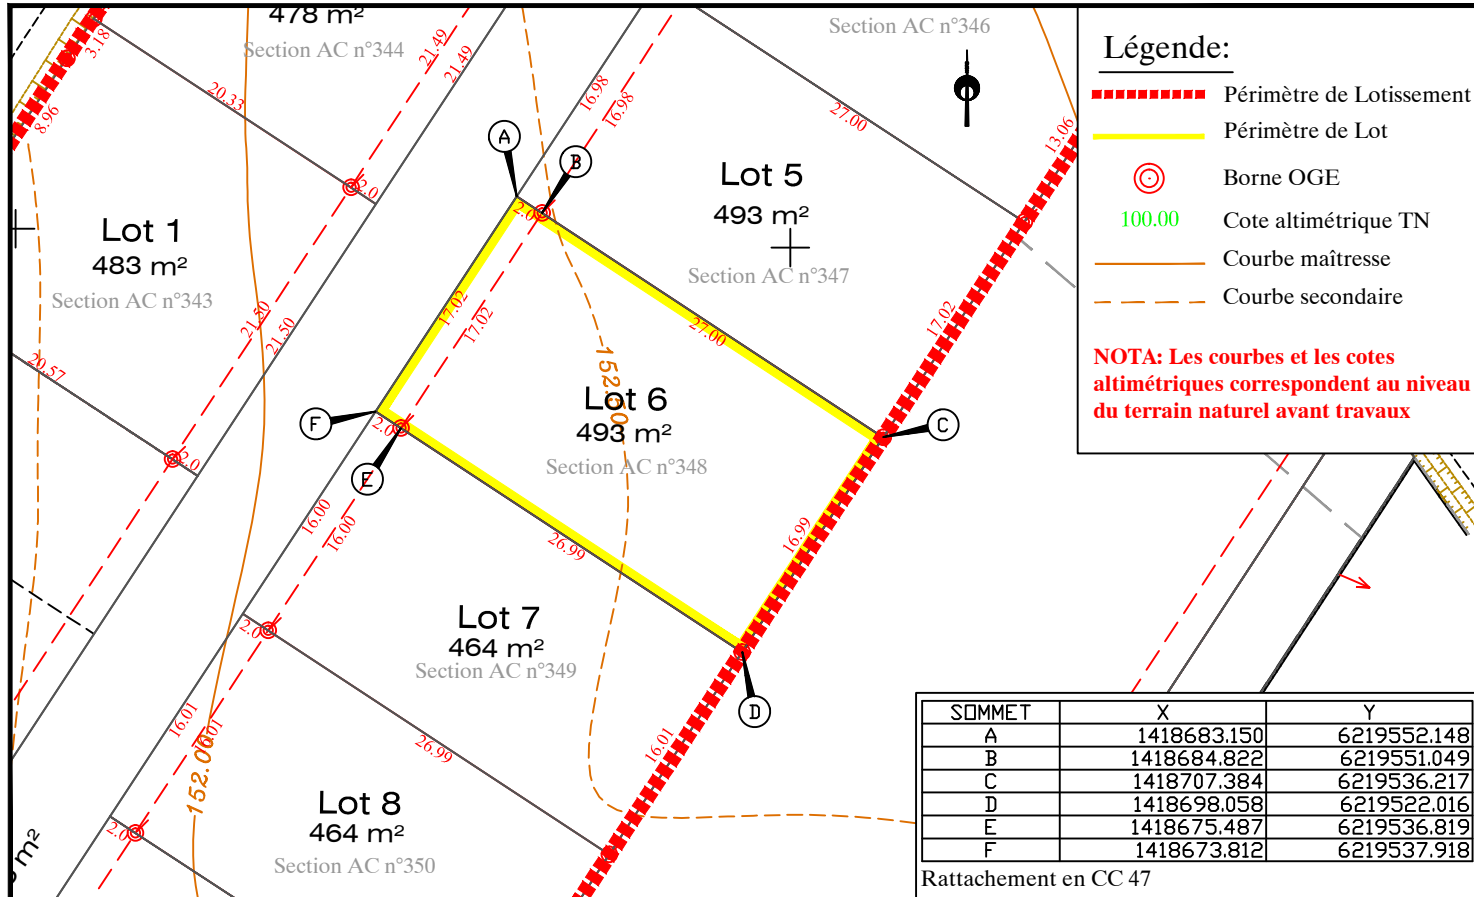 478 m²
Section AC n°344
Section AC n°346
3.18
8.96
20.33
21.49
21.49
16.98
16.98
27.00
13.06
A
B
2.0
2.0
Lot 5
493 m²
Section AC n°347
Lot 1
483 m²
Section AC n°343
21.50
21.50
17.02
17.02
27.00
17.02
20.57
2.0
152.50
Lot 6
493 m²
Section AC n°348
F
2.0
E
C
16.00
16.00
26.99
16.99
Lot 7
464 m²
Section AC n°349
2.0
D
16.01
16.01
152.00
26.99
16.01
Lot 8
464 m²
Section AC n°350
2.0
m²
Légende:
Périmètre de Lotissement
Périmètre de Lot
Borne OGE
100.00 Cote altimétrique TN
Courbe maîtresse
Courbe secondaire
NOTA: Les courbes et les cotes
altimétriques correspondent au niveau
du terrain naturel avant travaux
SOMMET X Y
A 1418683.150 6219552.148
B 1418684.822 6219551.049
C 1418707.384 6219536.217
D 1418698.058 6219522.016
E 1418675.487 6219536.819
F 1418673.812 6219537.918
Rattachement en CC 47